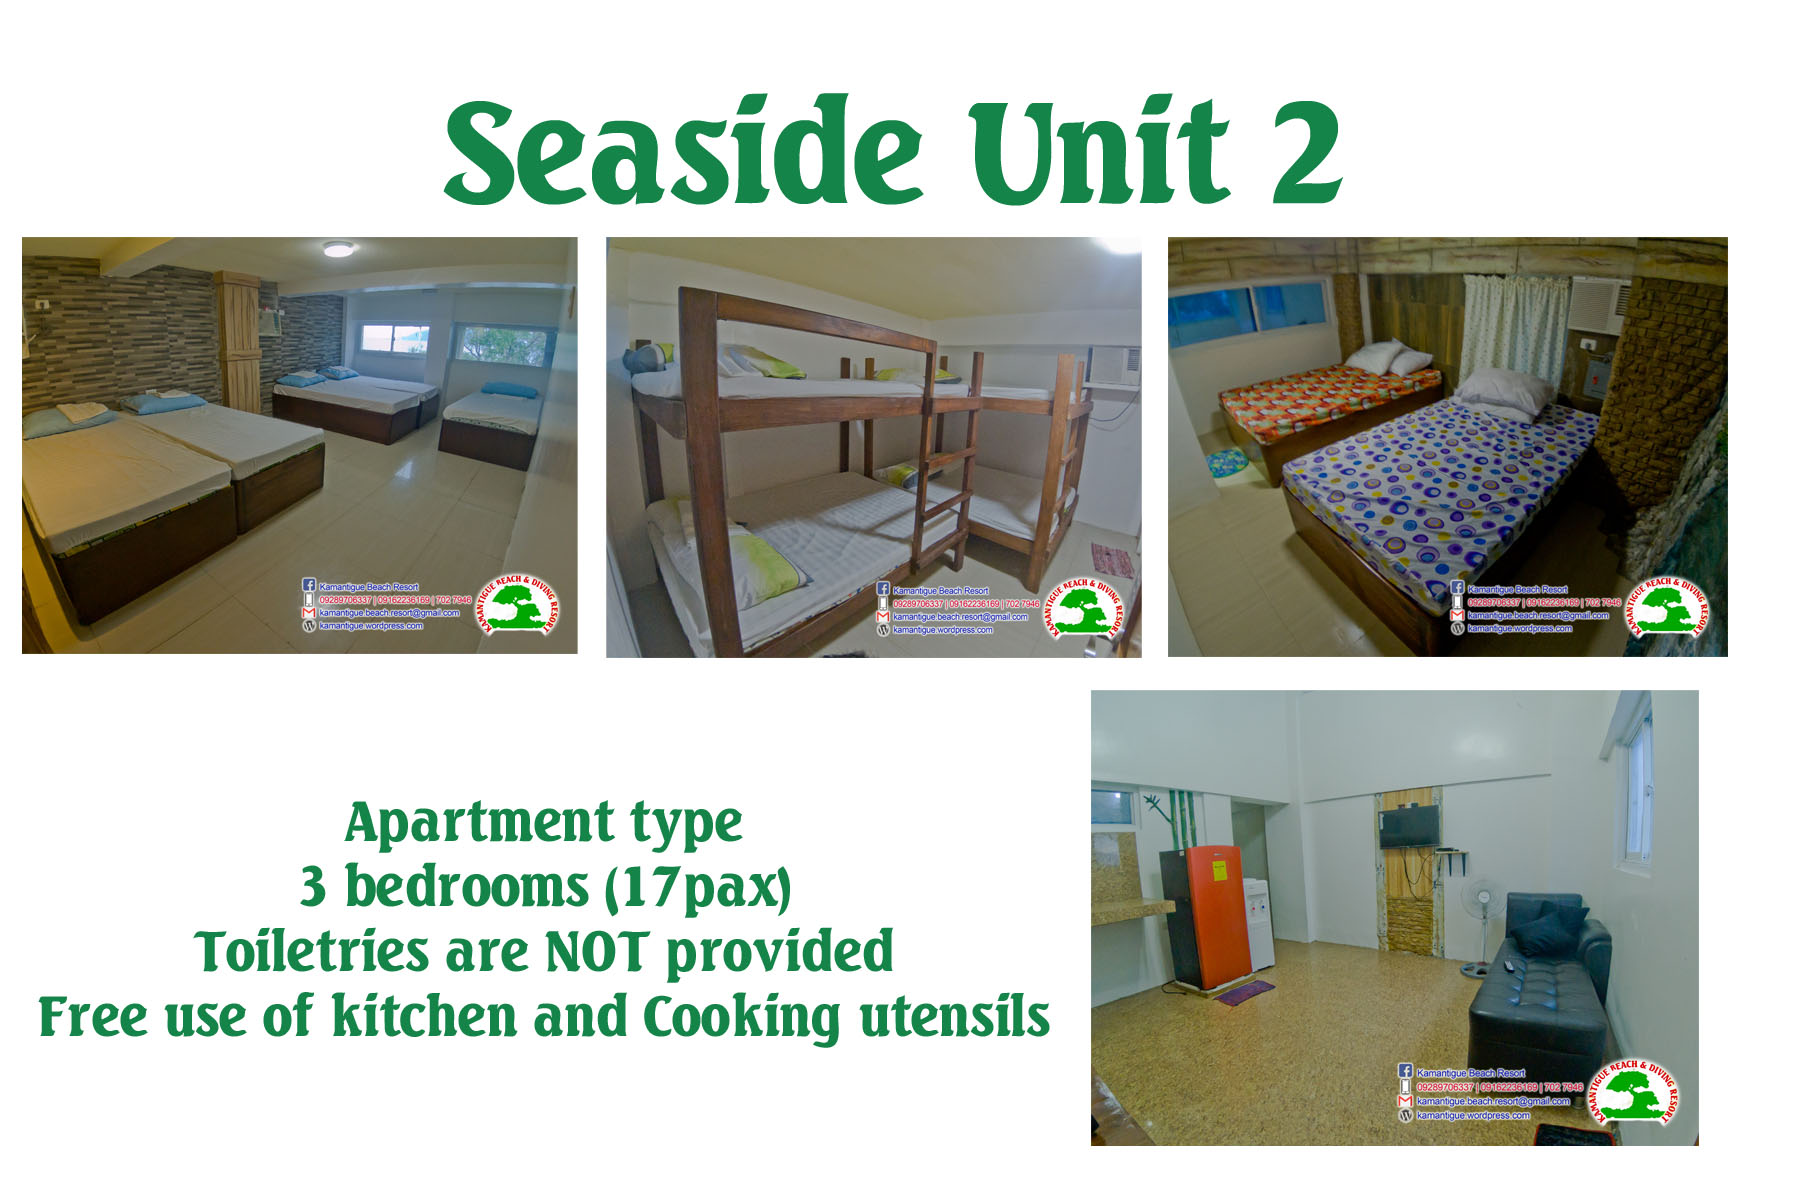 Seaside Unit 2
Kamantigue Beach Resort
09289706337 | 09162236169 | 702 7946
kamantigue.beach.resort@gmail.com
kamantigue.wordpress.com
KAMANTIGUE BEACH & DIVING RESORT
Kamantigue Beach Resort
09289706337 | 09162236169 | 702 7946
kamantigue.beach.resort@gmail.com
kamantigue.wordpress.com
KAMANTIGUE BEACH & DIVING RESORT
Kamantigue Beach Resort
09289706337 | 09162236169 | 702 7946
kamantigue.beach.resort@gmail.com
kamantigue.wordpress.com
KAMANTIGUE BEACH & DIVING RESORT
Apartment type
3 bedrooms (17pax)
Toiletries are NOT provided
Free use of kitchen and Cooking utensils
Kamantigue Beach Resort
09289706337 | 09162236169 | 702 7946
kamantigue.beach.resort@gmail.com
kamantigue.wordpress.com
KAMANTIGUE BEACH & DIVING RESORT